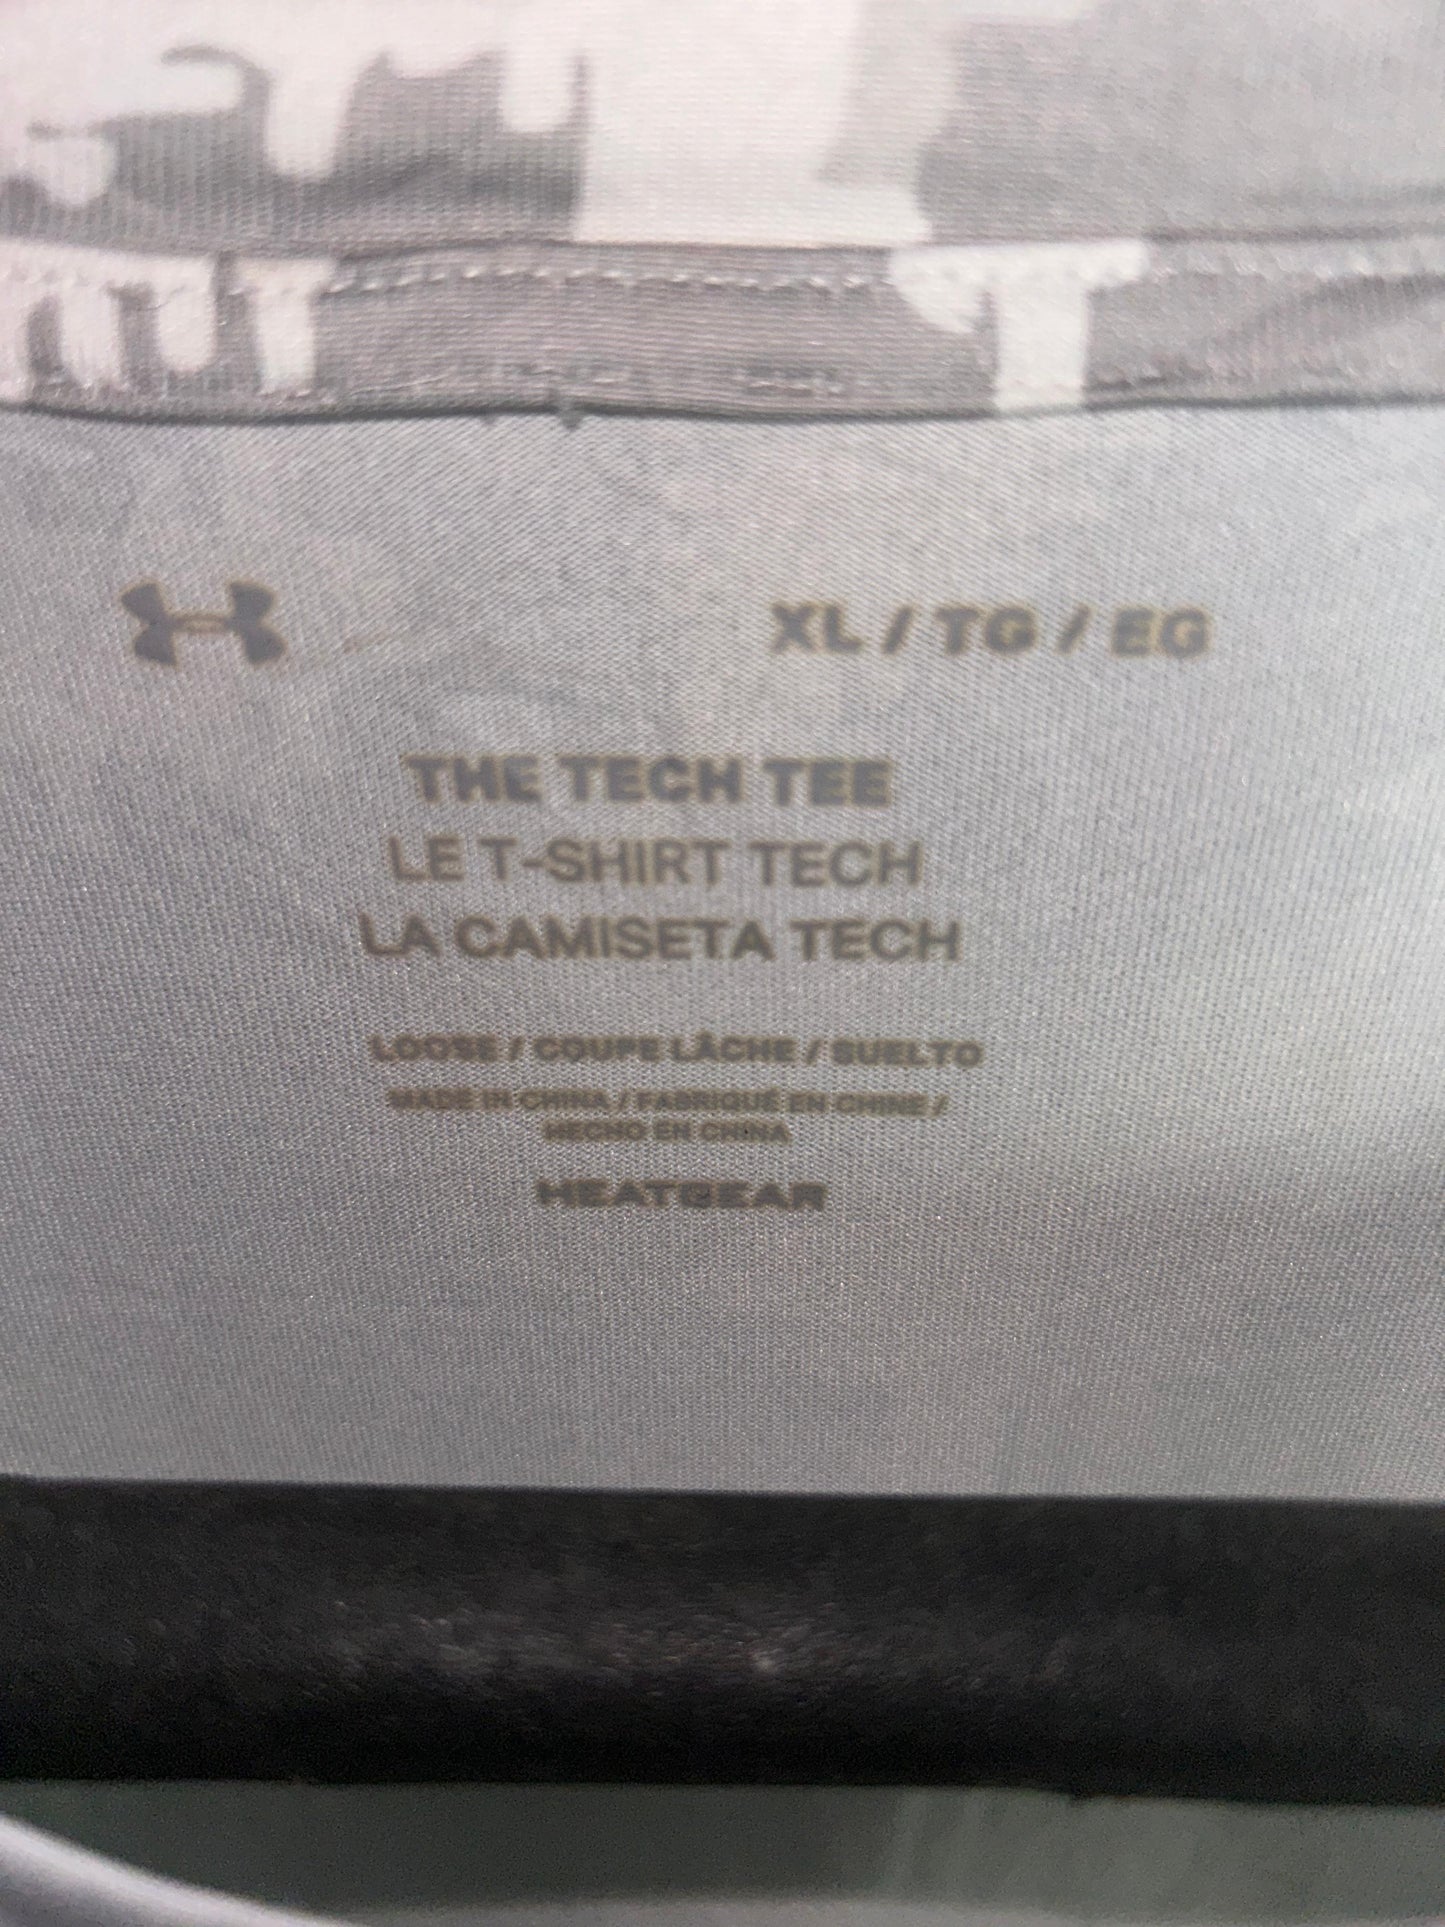 XL / TG / EG
THE TECH TEE
LE T-SHIRT TECH
LA CAMISETA TECH
LOOSE / COUPE LÂCHE / SUELTO
MADE IN CHINA / FABRIQUÉ EN CHINE /
HECHO EN CHINA
HEATGEAR